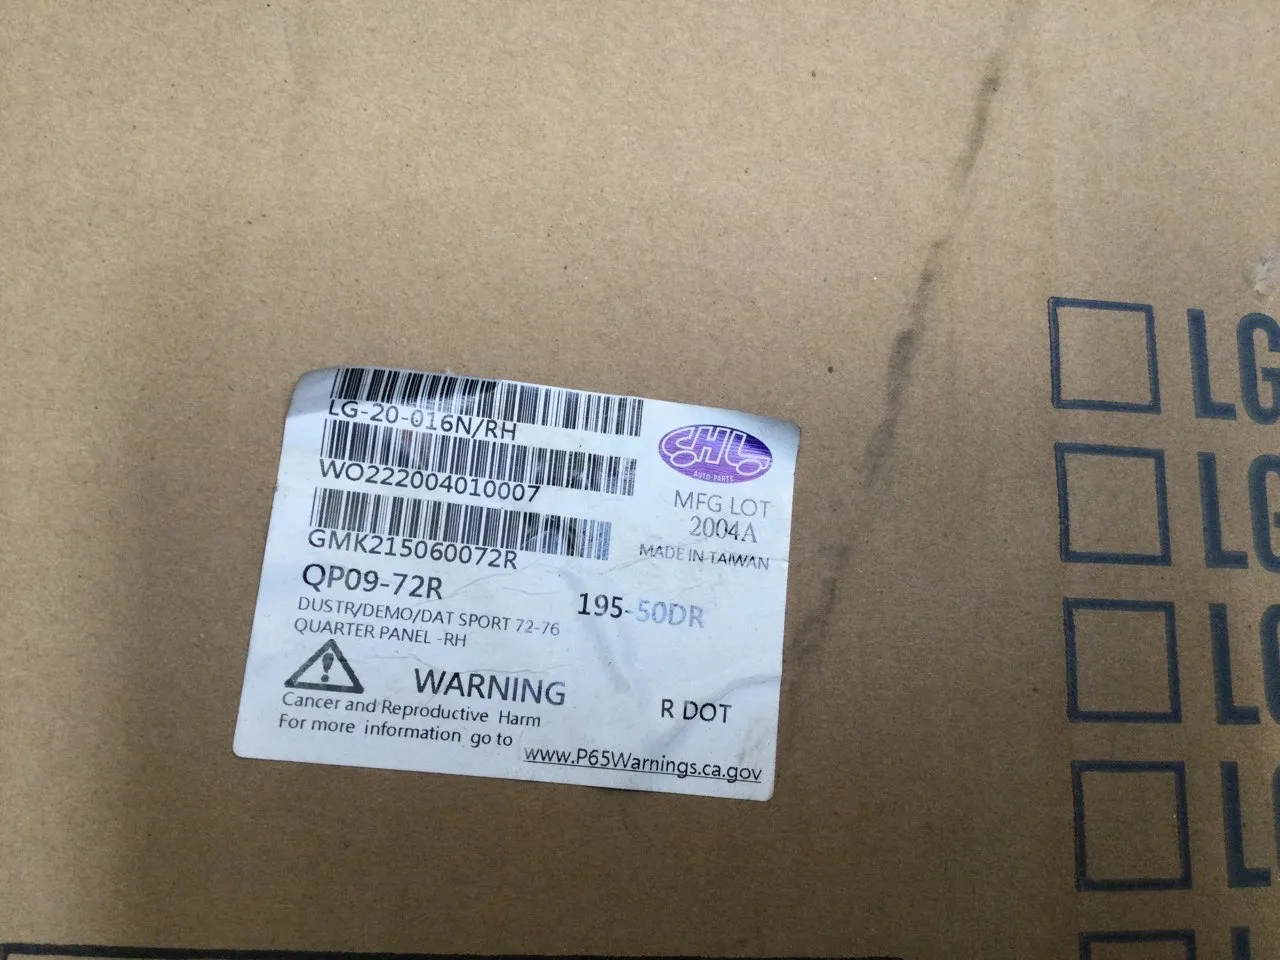 LG-20-016N/RH
WO222004010007
GMK215060072R
CHL
AUTO PARTS
MFG LOT
2004A
MADE IN TAIWAN
QP09-72R
195-50DR
DUSTR/DEMO/DAT SPORT 72-76
QUARTER PANEL -RH
WARNING
R DOT
Cancer and Reproductive Harm
For more information go to
www.P65Warnings.ca.gov
LG
LG
LG
LG